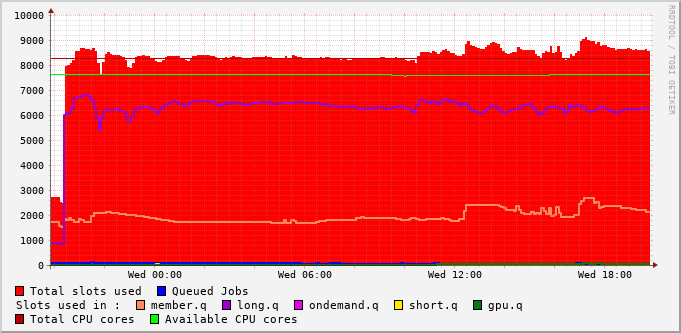 10000
9000
8000
7000
6000
5000
4000
3000
2000
1000
0
Wed 00:00 Wed 06:00 Wed 12:00 Wed 18:00
Total slots used Queued Jobs
Slots used in : member.q long.q ondemand.q short.q gpu.q
Total CPU cores Available CPU cores
RRDTOOL / TOBI OETIKER